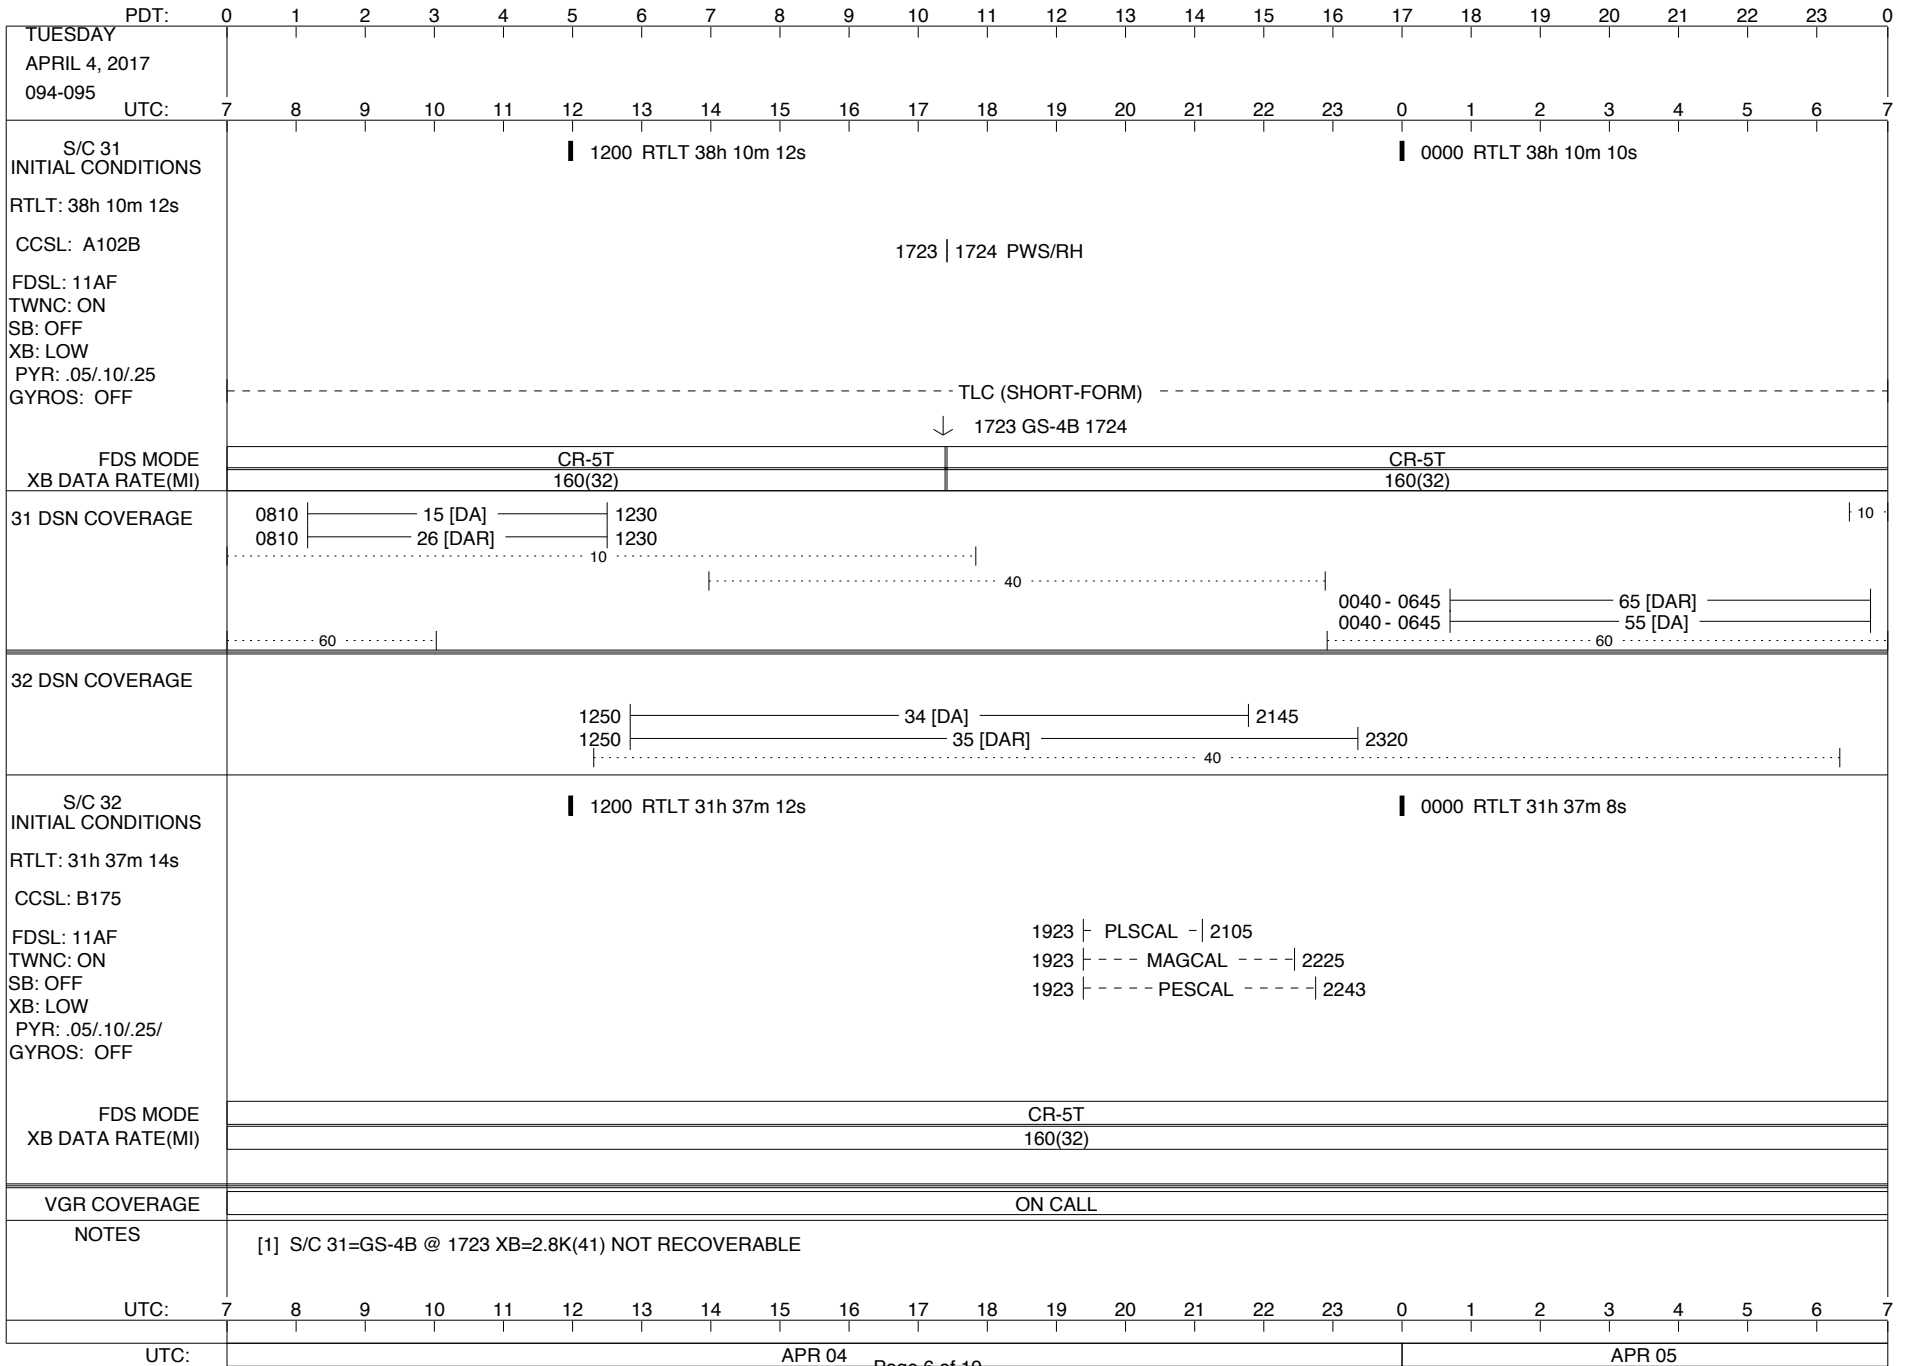 PDT: 0 1 2 3 4 5 6 7 8 9 10 11 12 13 14 15 16 17 18 19 20 21 22 23 0
TUESDAY
APRIL 4, 2017
094-095
UTC: 7 8 9 10 11 12 13 14 15 16 17 18 19 20 21 22 23 0 1 2 3 4 5 6 7
S/C 31
INITIAL CONDITIONS
1200 RTLT 38h 10m 12s
0000 RTLT 38h 10m 10s
RTLT: 38h 10m 12s
CCSL: A102B
1723 1724 PWS/RH
FDSL: 11AF
TWNC: ON
SB: OFF
XB: LOW
PYR: .05/.10/.25
GYROS: OFF
TLC (SHORT-FORM)
1723 GS-4B 1724
FDS MODE CR-5T CR-5T
XB DATA RATE(MI) 160(32) 160(32)
31 DSN COVERAGE
0810 15 [DA] 1230
10
0810 26 [DAR] 1230
10
40
0040 - 0645 65 [DAR]
0040 - 0645 55 [DA]
60 60
32 DSN COVERAGE
1250 34 [DA] 2145
1250 35 [DAR] 2320
40
S/C 32
INITIAL CONDITIONS
1200 RTLT 31h 37m 12s
0000 RTLT 31h 37m 8s
RTLT: 31h 37m 14s
CCSL: B175
FDSL: 11AF
TWNC: ON
SB: OFF
XB: LOW
PYR: .05/.10/.25/
GYROS: OFF
1923 PLSCAL 2105
1923 MAGCAL 2225
1923 PESCAL 2243
FDS MODE CR-5T
XB DATA RATE(MI) 160(32)
VGR COVERAGE ON CALL
NOTES
[1] S/C 31=GS-4B @ 1723 XB=2.8K(41) NOT RECOVERABLE
UTC: 7 8 9 10 11 12 13 14 15 16 17 18 19 20 21 22 23 0 1 2 3 4 5 6 7
UTC: APR 04 APR 05
Page 6 of 19